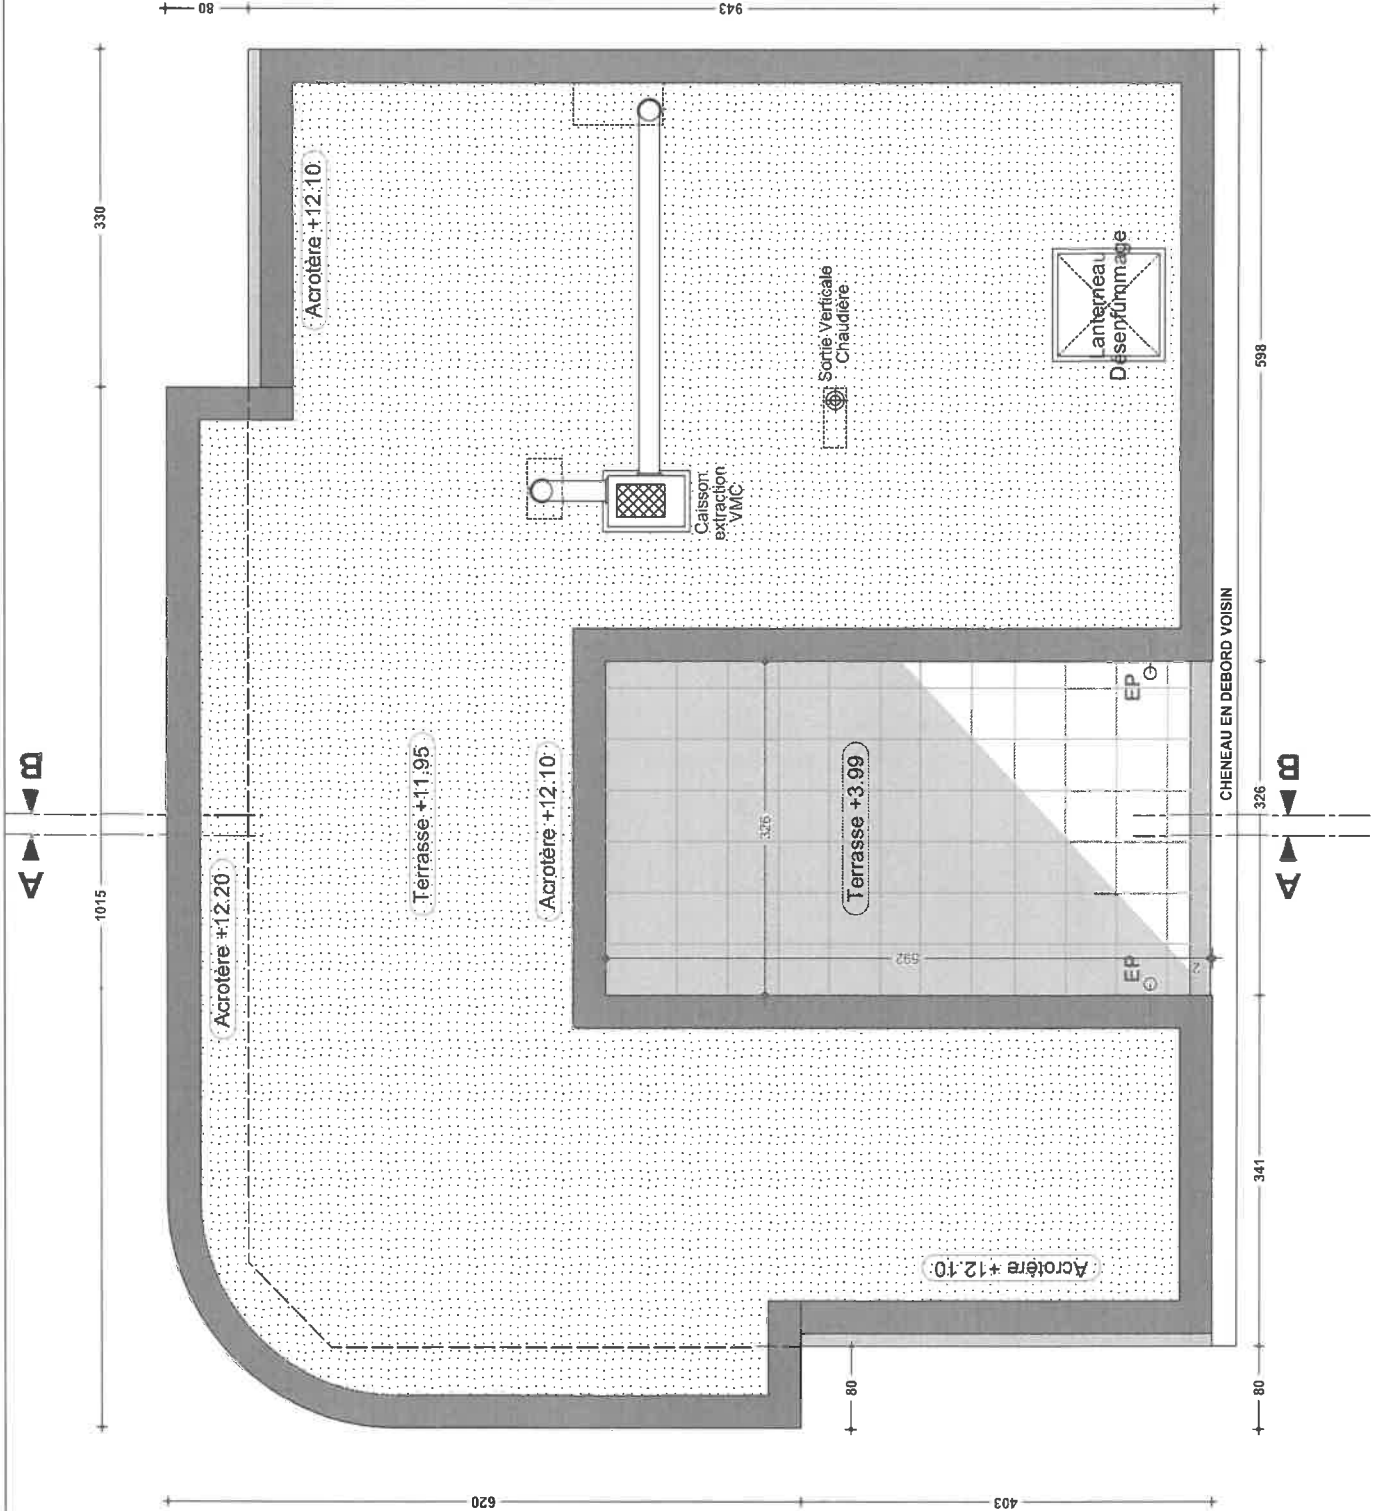 80
943
330
1015
A
B
Acrotère +12.10
Acrotère +12.20
Terrasse +11.95
Acrotère +12.10
Caisson
extraction
VMC
Sortie Verticale
Chaudière
Lanterneau
Désenfummage
326
Terrasse +3.99
592
2
EP
EP
Acrotère +12.10
CHENEAU EN DEBORD VOISIN
598
326
341
80
80
A
B
620
403